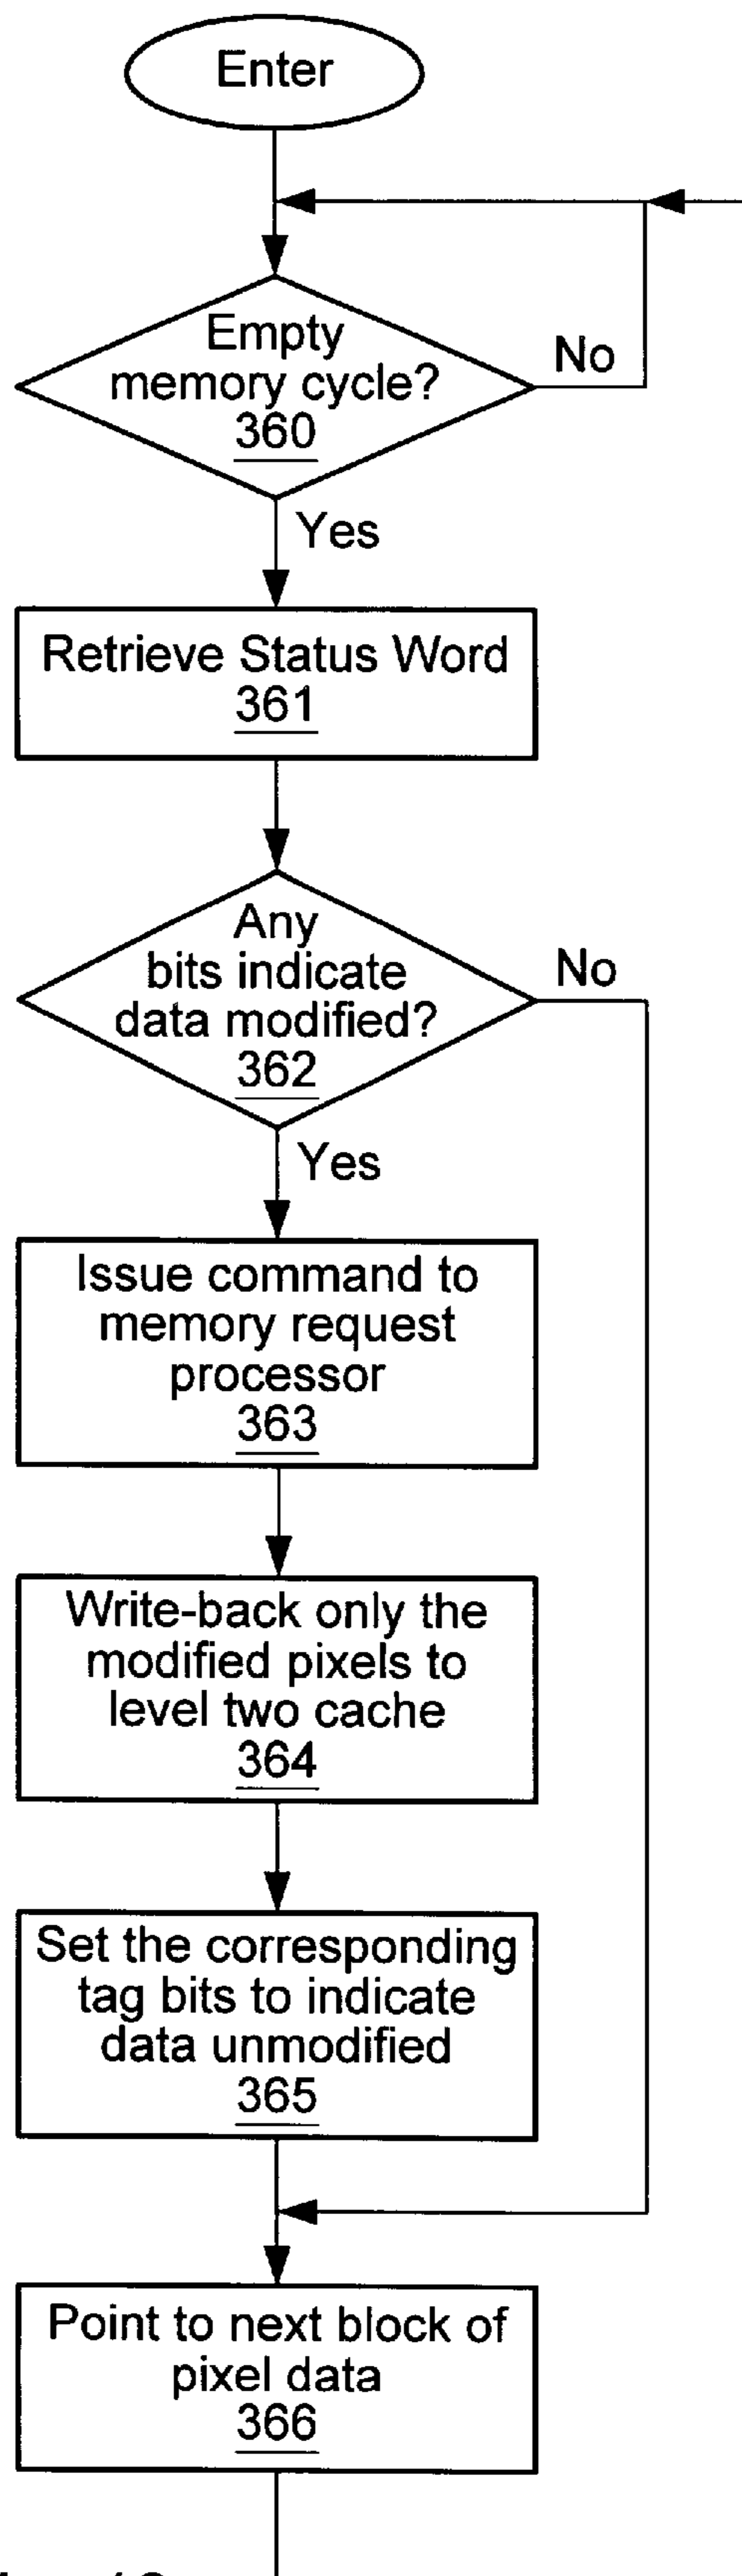 Enter
Empty
memory cycle?
360
No
Yes
Retrieve Status Word
361
Any
bits indicate
data modified?
362
No
Yes
Issue command to
memory request
processor
363
Write-back only the
modified pixels to
level two cache
364
Set the corresponding
tag bits to indicate
data unmodified
365
Point to next block of
pixel data
366